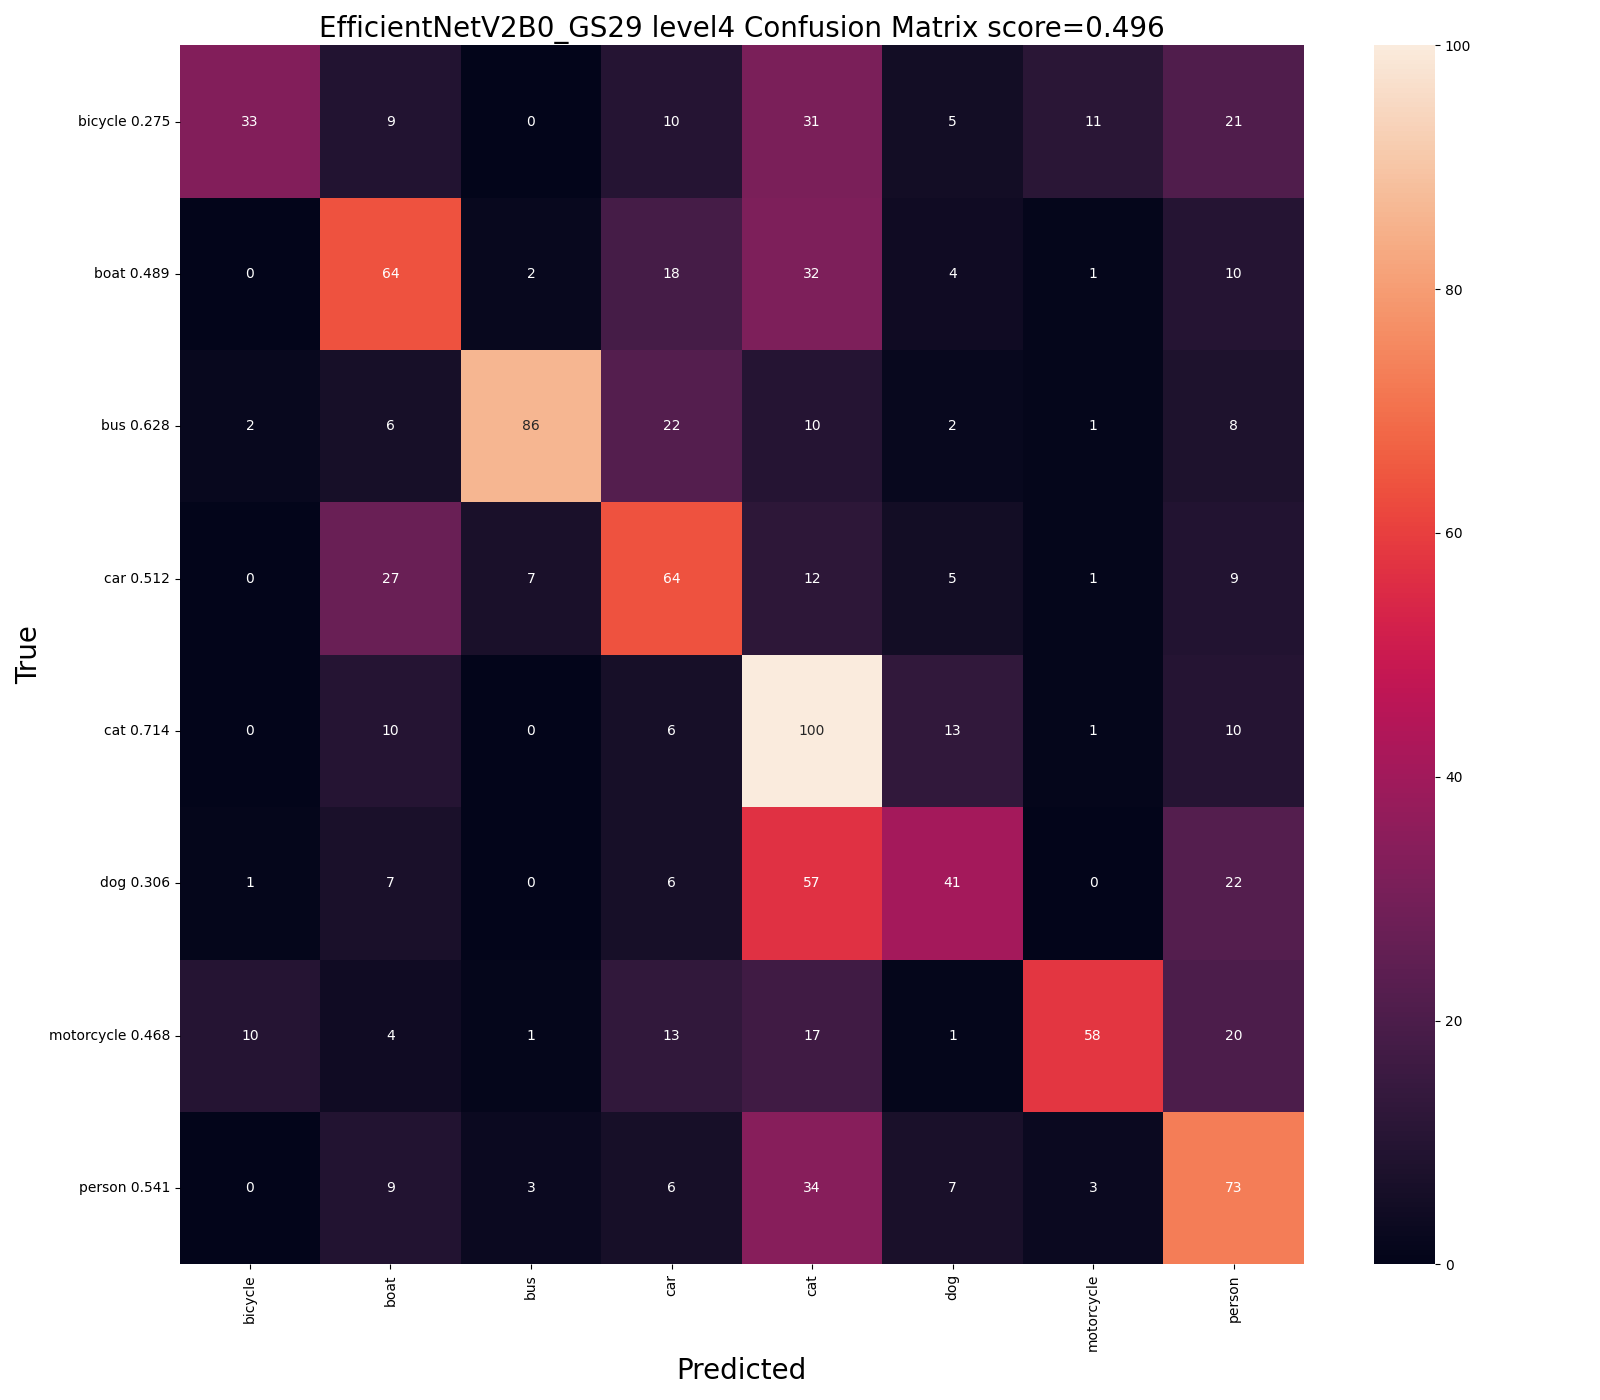 EfficientNetV2B0_GS29 level4 Confusion Matrix score=0.496
bicycle 0.275 33 9 0 10 31 5 11 21
boat 0.489 0 64 2 18 32 4 1 10
bus 0.628 2 6 86 22 10 2 1 8
car 0.512 0 27 7 64 12 5 1 9
cat 0.714 0 10 0 6 100 13 1 10
dog 0.306 1 7 0 6 57 41 0 22
motorcycle 0.468 10 4 1 13 17 1 58 20
person 0.541 0 9 3 6 34 7 3 73
bicycle boat bus car cat dog motorcycle person
True
Predicted
100
80
60
40
20
0